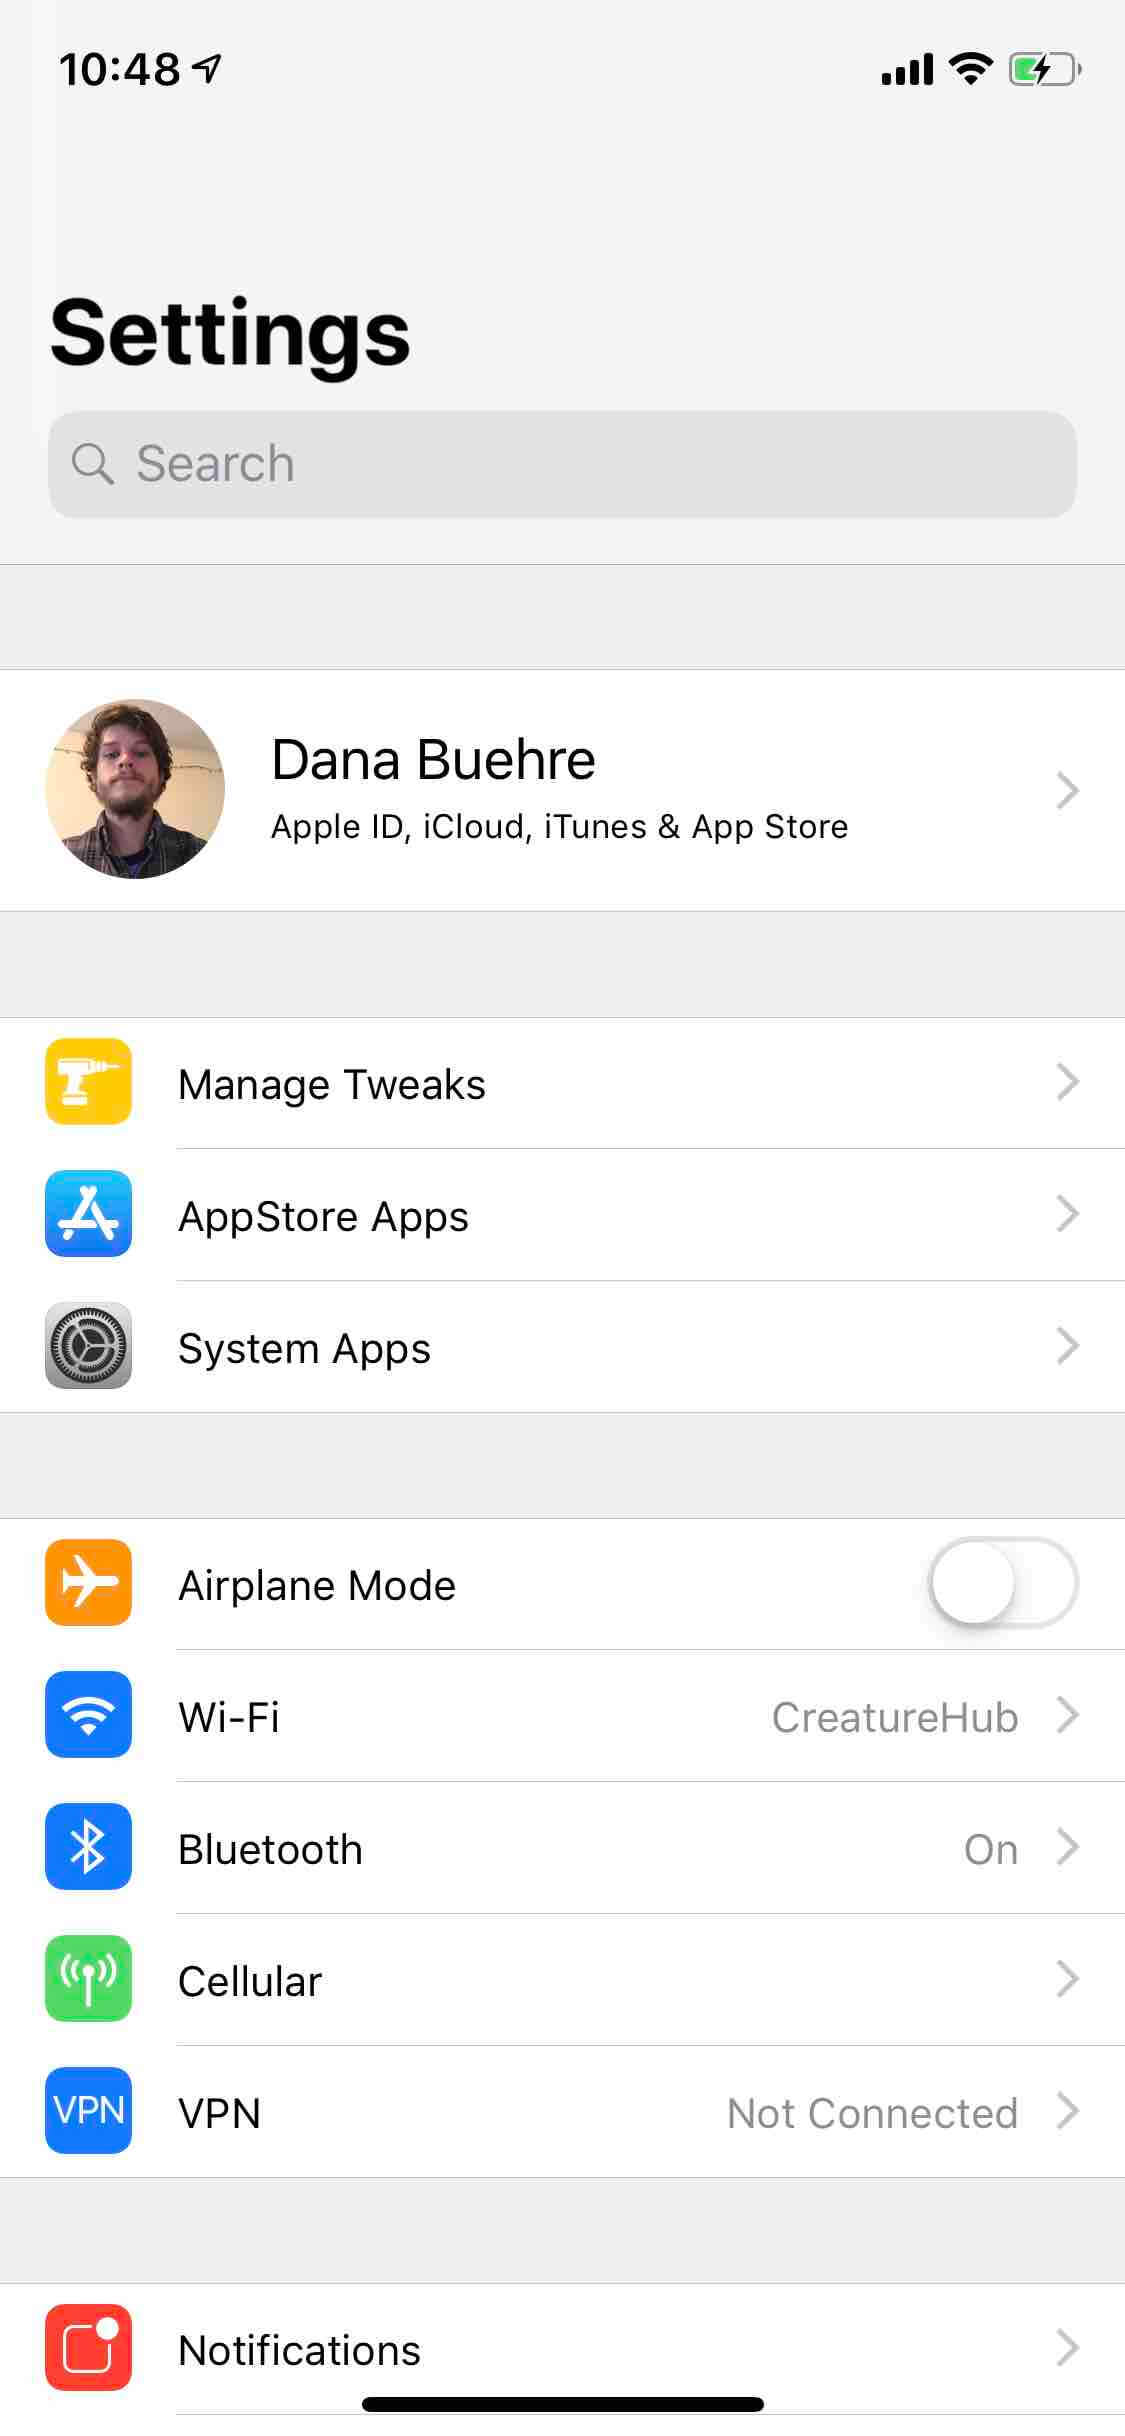 10:48
Settings
Search
Dana Buehre
Apple ID, iCloud, iTunes & App Store
Manage Tweaks
AppStore Apps
System Apps
Airplane Mode
Wi-Fi CreatureHub
Bluetooth On
Cellular
VPN VPN Not Connected
Notifications